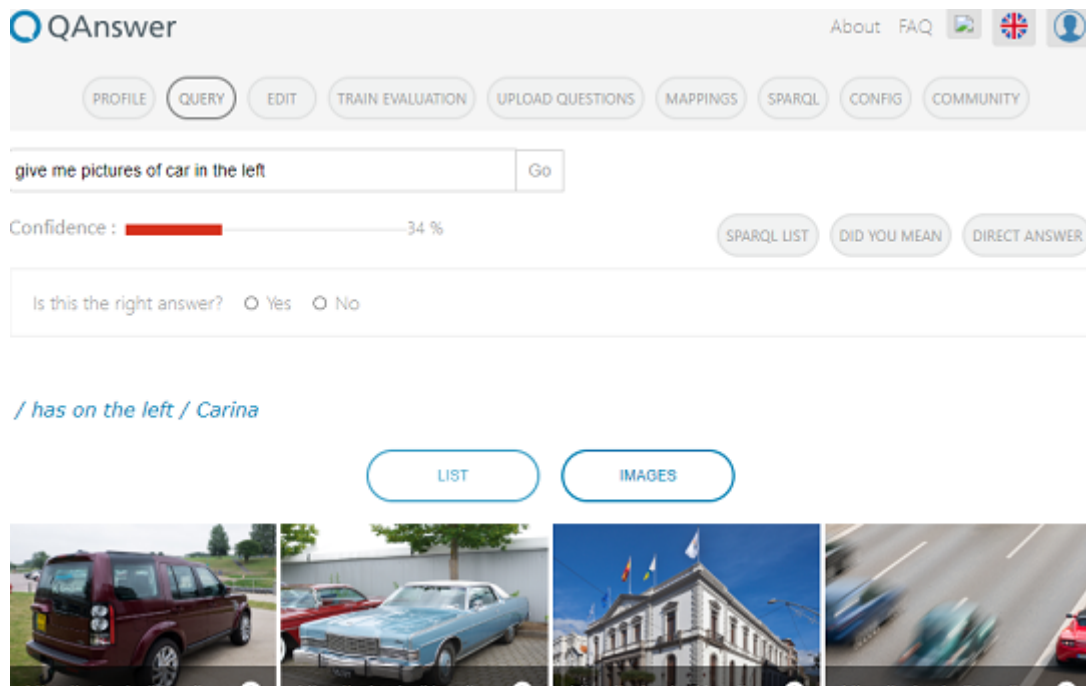 QAnswer
About FAQ
PROFILE QUERY EDIT TRAIN EVALUATION UPLOAD QUESTIONS MAPPINGS SPARQL CONFIG COMMUNITY
give me pictures of car in the left Go
Confidence : 34 %
SPARQL LIST DID YOU MEAN DIRECT ANSWER
Is this the right answer? Yes No
/ has on the left / Carina
LIST IMAGES